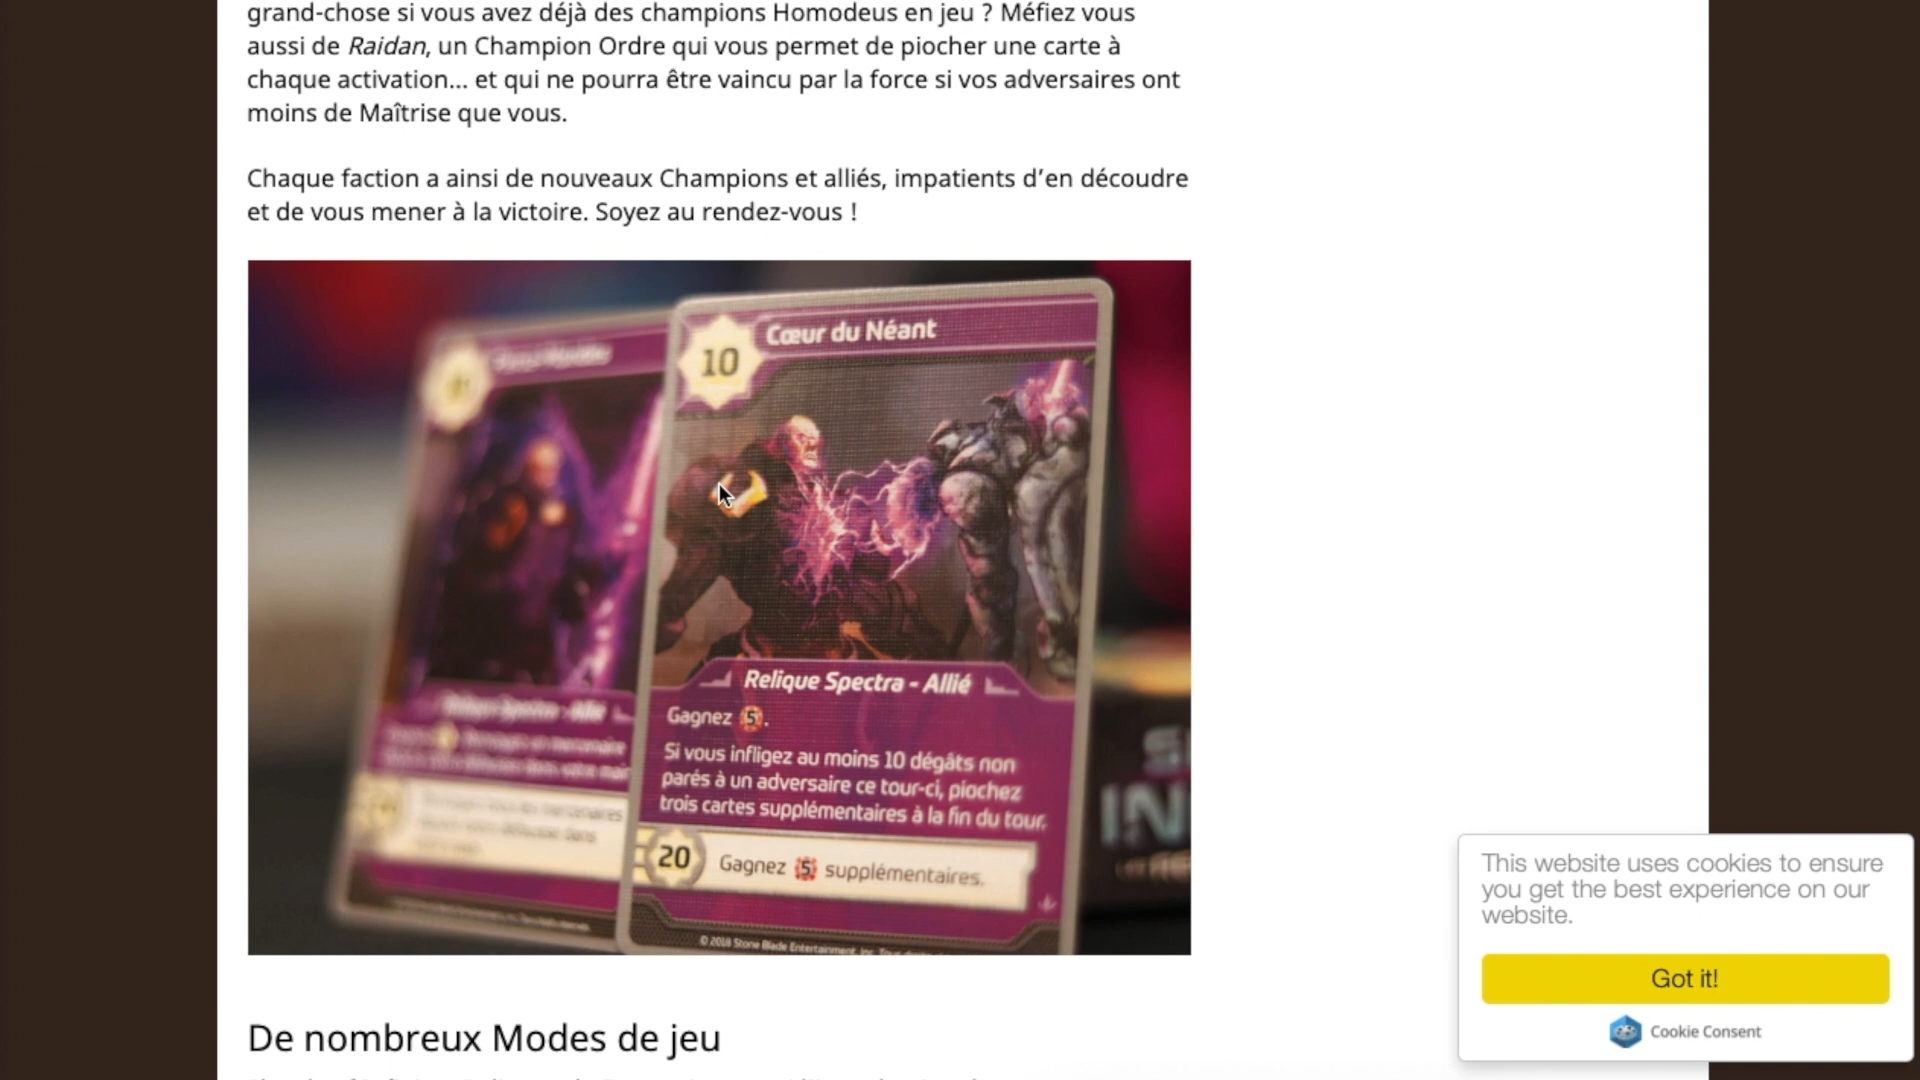 grand-chose si vous avez déjà des champions Homodeus en jeu ? Méfiez vous
aussi de Raidan, un Champion Ordre qui vous permet de piocher une carte à
chaque activation... et qui ne pourra être vaincu par la force si vos adversaires ont
moins de Maîtrise que vous.
Chaque faction a ainsi de nouveaux Champions et alliés, impatients d’en découdre
et de vous mener à la victoire. Soyez au rendez-vous !
10
Cœur du Néant
Relique Spectra - Allié
Gagnez 5.
Si vous infligez au moins 10 dégâts non
parés à un adversaire ce tour-ci, piochez
trois cartes supplémentaires à la fin du tour.
20
Gagnez 5 supplémentaires.
© 2018 Stone Blade Entertainment, Inc.
IN
This website uses cookies to ensure
you get the best experience on our
website.
Got it!
Cookie Consent
De nombreux Modes de jeu